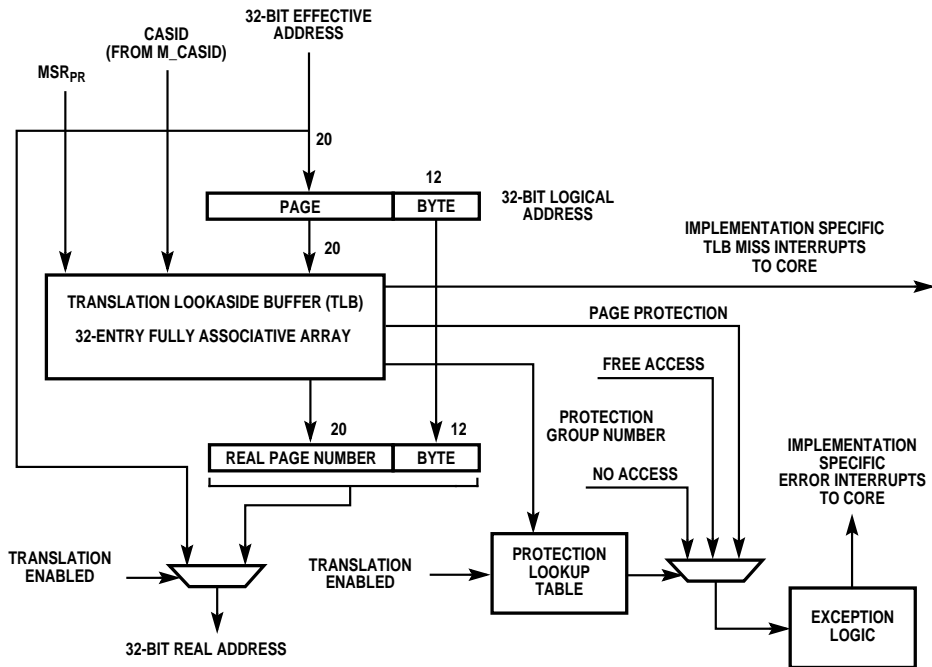 32-BIT EFFECTIVE
ADDRESS
CASID
(FROM M_CASID)
MSRPR
20
12
PAGE
BYTE
32-BIT LOGICAL
ADDRESS
20
IMPLEMENTATION SPECIFIC
TLB MISS INTERRUPTS
TO CORE
TRANSLATION LOOKASIDE BUFFER (TLB)
32-ENTRY FULLY ASSOCIATIVE ARRAY
PAGE PROTECTION
FREE ACCESS
20
12
PROTECTION
GROUP NUMBER
REAL PAGE NUMBER
BYTE
NO ACCESS
IMPLEMENTATION
SPECIFIC
ERROR INTERRUPTS
TO CORE
TRANSLATION
ENABLED
TRANSLATION
ENABLED
PROTECTION
LOOKUP
TABLE
32-BIT REAL ADDRESS
EXCEPTION
LOGIC